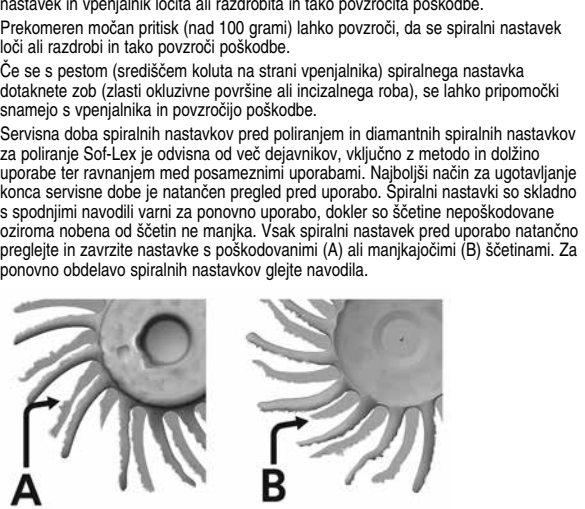 nastavek in vpenjalnik ločita ali razdrobita in tako povzročita poškodbe.
Prekomeren močan pritisk (nad 100 grami) lahko povzroči, da se spiralni nastavek
loči ali razdrobi in tako povzroči poškodbe.
Če se s pestom (središčem koluta na strani vpenjalnika) spiralnega nastavka
dotaknete zob (zlasti okluzivne površine ali incizalnega roba), se lahko pripomočki
snamejo s vpenjalnika in povzročijo poškodbe.
Servisna doba spiralnih nastavkov pred poliranjem in diamantnih spiralnih nastavkov
za poliranje Sof-Lex je odvisna od več dejavnikov, vključno z metodo in dolžino
uporabe ter ravnanjem med posameznimi uporabami. Najboljši način za ugotavljanje
konca servisne dobe je natančen pregled pred uporabo. Spiralni nastavki so skladno
s spodnjimi navodili varni za ponovno uporabo, dokler so ščetine nepoškodovane
oziroma nobena od ščetin ne manjka. Vsak spiralni nastavek pred uporabo natančno
preglejte in zavrzite nastavke s poškodovanimi (A) ali manjkajočimi (B) ščetinami. Za
ponovno obdelavo spiralnih nastavkov glejte navodila.
A
B